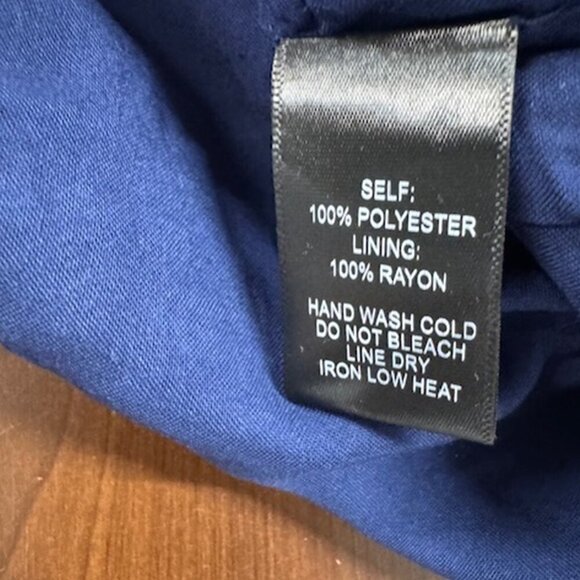 SELF:
100% POLYESTER
LINING:
100% RAYON
HAND WASH COLD
DO NOT BLEACH
LINE DRY
IRON LOW HEAT